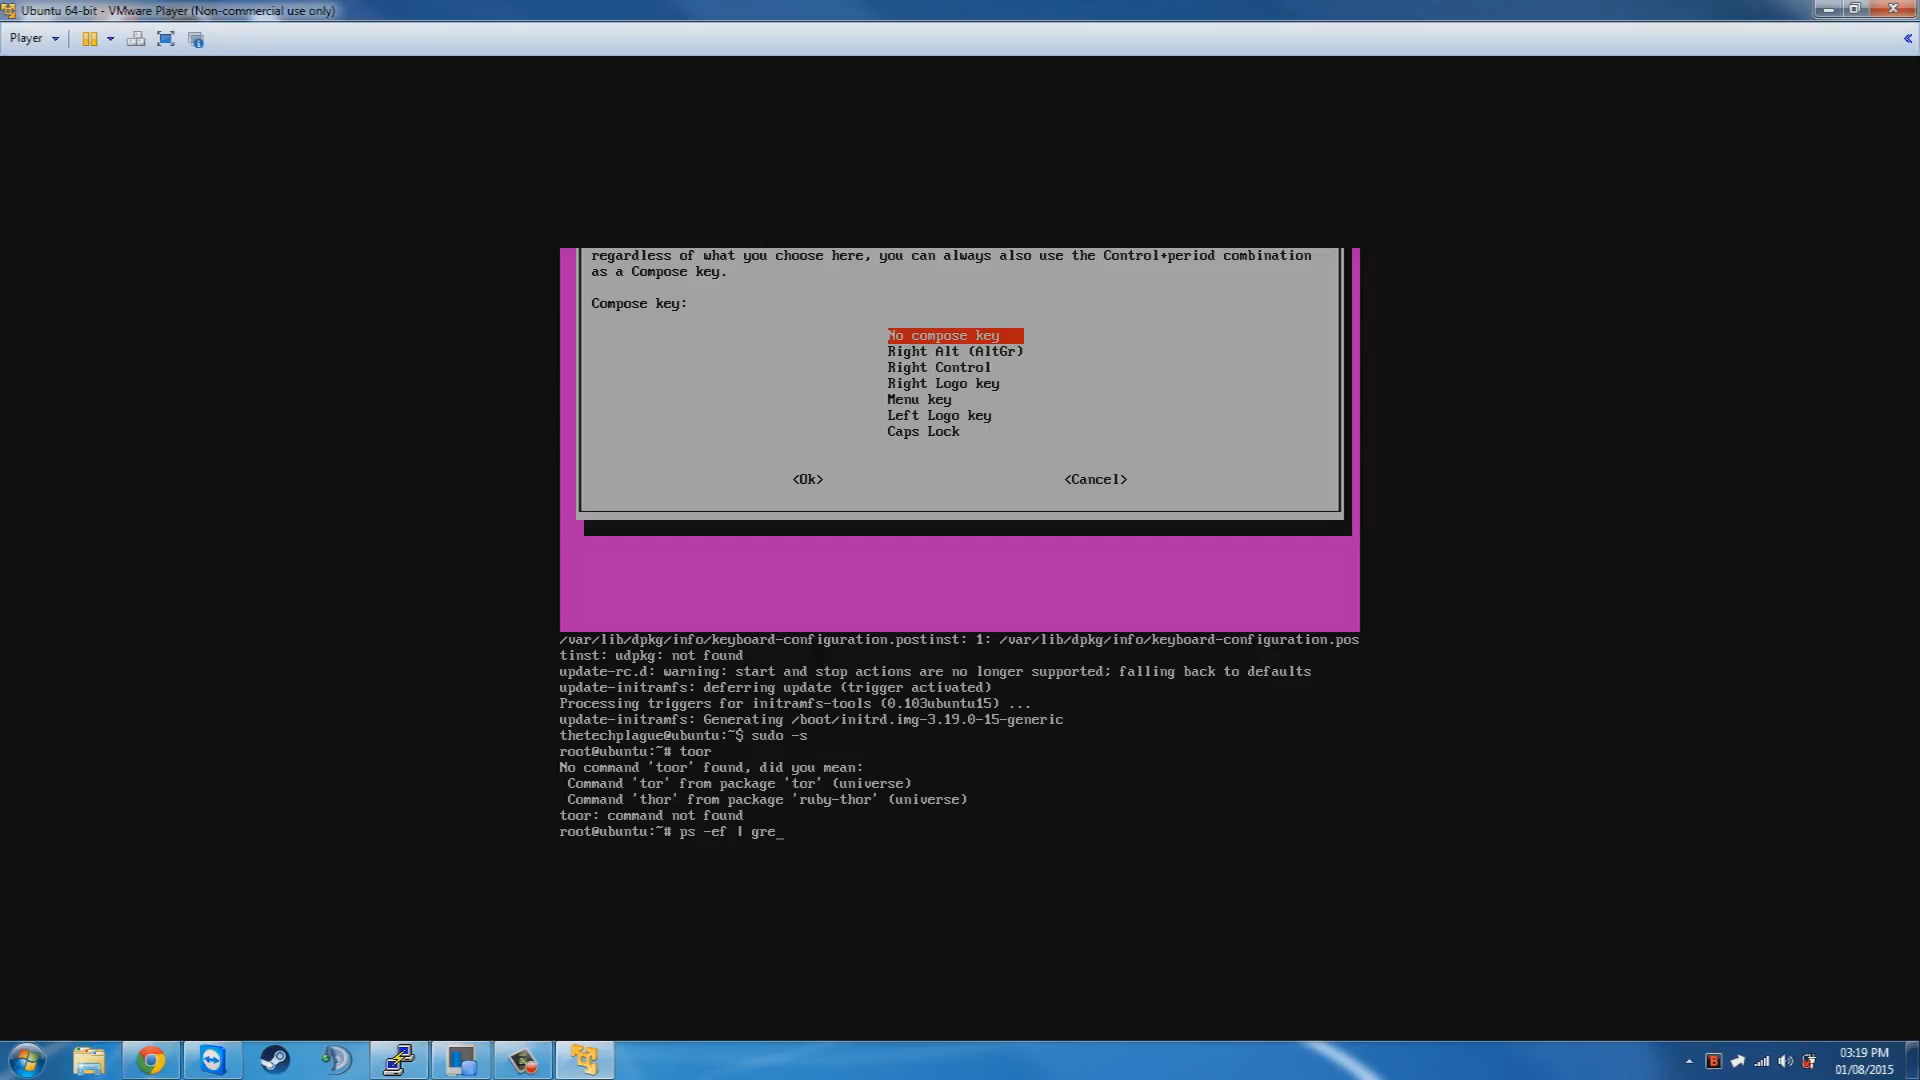 Ubuntu 64-bit - VMware Player (Non-commercial use only)
Player
regardless of what you choose here, you can always also use the Control+period combination
as a Compose key.
Compose key:
No compose key
Right Alt (AltGr)
Right Control
Right Logo key
Menu key
Left Logo key
Caps Lock
<Ok> <Cancel>
/var/lib/dpkg/info/keyboard-configuration.postinst: 1: /var/lib/dpkg/info/keyboard-configuration.pos
tinst: udpkg: not found
update-rc.d: warning: start and stop actions are no longer supported; falling back to defaults
update-initramfs: deferring update (trigger activated)
Processing triggers for initramfs-tools (0.103ubuntu15) ...
update-initramfs: Generating /boot/initrd.img-3.19.0-15-generic
thetechplague@ubuntu:~$ sudo -s
root@ubuntu:~# toor
No command 'toor' found, did you mean:
Command 'tor' from package 'tor' (universe)
Command 'thor' from package 'ruby-thor' (universe)
toor: command not found
root@ubuntu:~# ps -ef | gre_
B
03:19 PM
01/08/2015